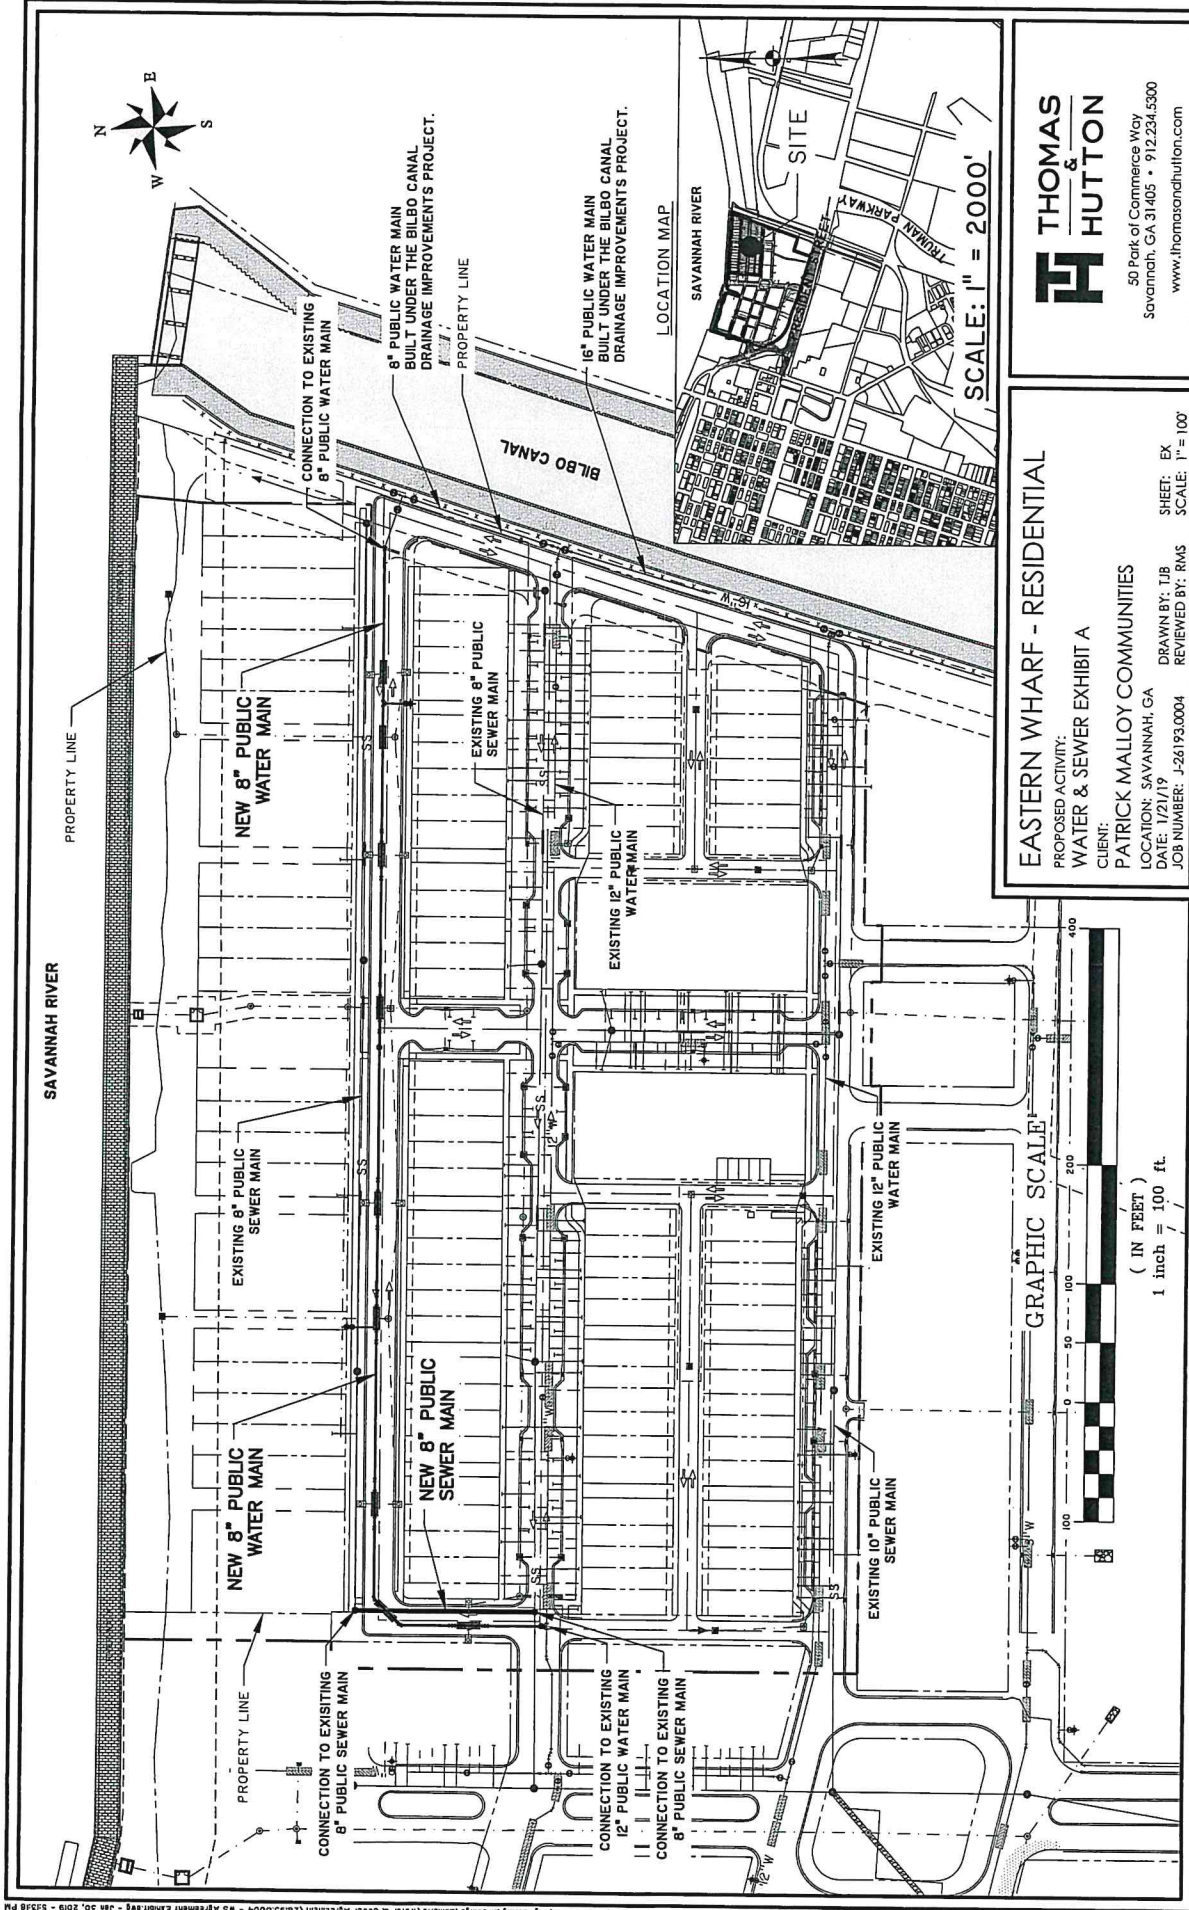 SAVANNAH RIVER
PROPERTY LINE
N
E
S
W
CONNECTION TO EXISTING
8" PUBLIC WATER MAIN
8" PUBLIC WATER MAIN
BUILT UNDER THE BILBO CANAL
DRAINAGE IMPROVEMENTS PROJECT.
PROPERTY LINE
16" PUBLIC WATER MAIN
BUILT UNDER THE BILBO CANAL
DRAINAGE IMPROVEMENTS PROJECT.
BILBO CANAL
16"W
NEW 8" PUBLIC
WATER MAIN
EXISTING 8" PUBLIC
SEWER MAIN
EXISTING 12" PUBLIC
WATER MAIN
EXISTING 8" PUBLIC
SEWER MAIN
SS
SS
SS
12"W
NEW 8" PUBLIC
WATER MAIN
NEW 8" PUBLIC
SEWER MAIN
EXISTING 12" PUBLIC
WATER MAIN
EXISTING 10" PUBLIC
SEWER MAIN
SS
SS
PROPERTY LINE
CONNECTION TO EXISITING
8" PUBLIC SEWER MAIN
CONNECTION TO EXISTING
12" PUBLIC WATER MAIN
CONNECTION TO EXISTING
8" PUBLIC SEWER MAIN
12"W
GRAPHIC SCALE
100
0
50
100
200
400
( IN FEET )
1 inch = 100 ft.
LOCATION MAP
SAVANNAH RIVER
SITE
PRESIDENT STREET
TRUMAN PARKWAY
SCALE: 1" = 2000'
EASTERN WHARF - RESIDENTIAL
PROPOSED ACTIVITY:
WATER & SEWER EXHIBIT A
CLIENT:
PATRICK MALLOY COMMUNITIES
LOCATION: SAVANNAH, GA
DATE: 1/21/19
DRAWN BY: TJB
SHEET: EX
JOB NUMBER: J-26193.0004
REVIEWED BY: RMS
SCALE: 1" = 100'
TH
THOMAS
&
HUTTON
50 Park of Commerce Way
Savannah, GA 31405 • 912.234.5300
www.thomasandhutton.com